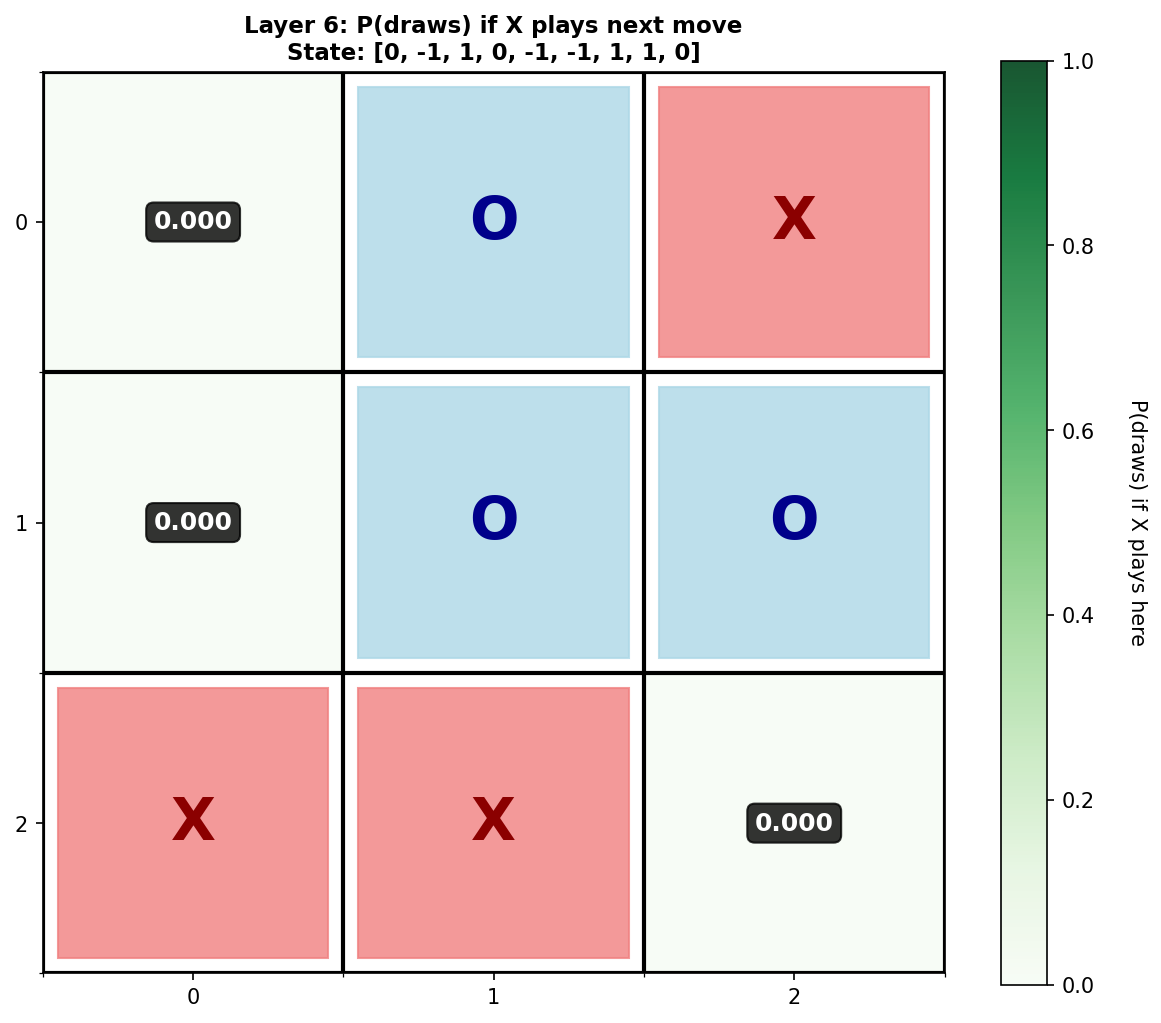 Layer 6: P(draws) if X plays next move
State: [0, -1, 1, 0, -1, -1, 1, 1, 0]
0
0.000
O
X
1
0.000
O
O
2
X
X
0.000
0
1
2
1.0
0.8
0.6
0.4
0.2
0.0
P(draws) if X plays here